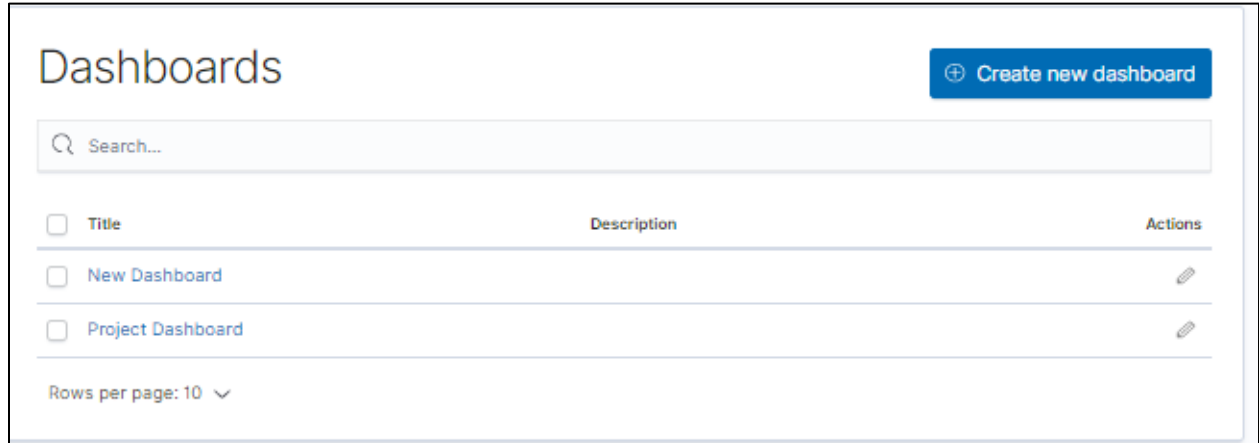 Dashboards
Create new dashboard
Search...
Title Description Actions
New Dashboard
Project Dashboard
Rows per page: 10